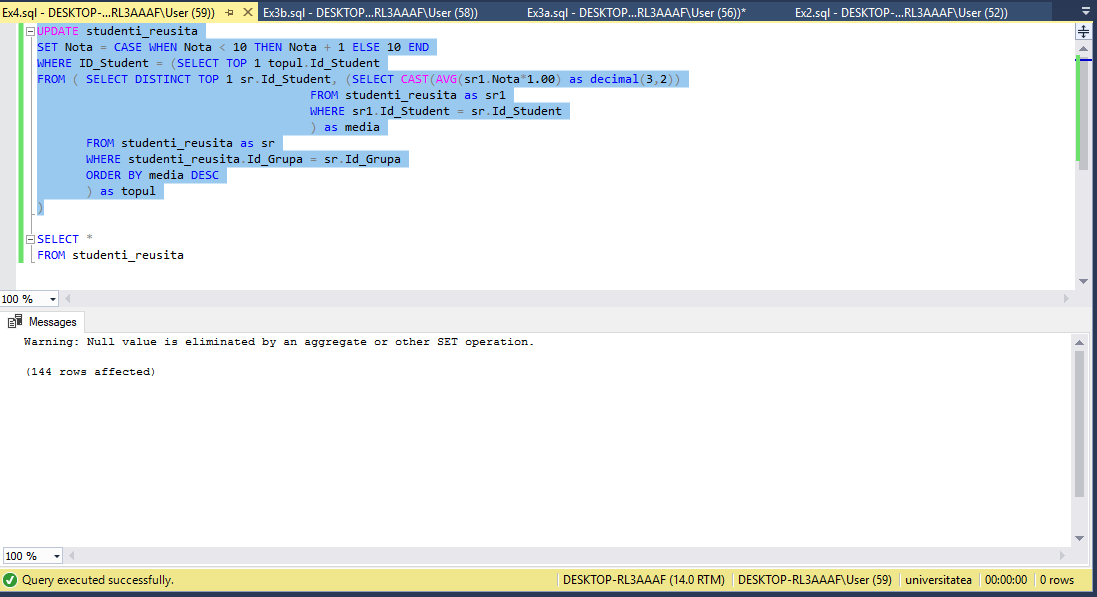 Ex4.sql - DESKTOP-...RL3AAAF\User (59)) Ex3b.sql - DESKTOP...RL3AAAF\User (58)) Ex3a.sql - DESKTOP...RL3AAAF\User (56))* Ex2.sql - DESKTOP-...RL3AAAF\User (52))
UPDATE studenti_reusita
SET Nota = CASE WHEN Nota < 10 THEN Nota + 1 ELSE 10 END
WHERE ID_Student = (SELECT TOP 1 topul.Id_Student
FROM ( SELECT DISTINCT TOP 1 sr.Id_Student, (SELECT CAST(AVG(sr1.Nota*1.00) as decimal(3,2))
FROM studenti_reusita as sr1
WHERE sr1.Id_Student = sr.Id_Student
) as media
FROM studenti_reusita as sr
WHERE studenti_reusita.Id_Grupa = sr.Id_Grupa
ORDER BY media DESC
) as topul
)
SELECT *
FROM studenti_reusita
100 %
Messages
Warning: Null value is eliminated by an aggregate or other SET operation.
(144 rows affected)
100 %
Query executed successfully. DESKTOP-RL3AAAF (14.0 RTM) DESKTOP-RL3AAAF\User (59) universitatea 00:00:00 0 rows